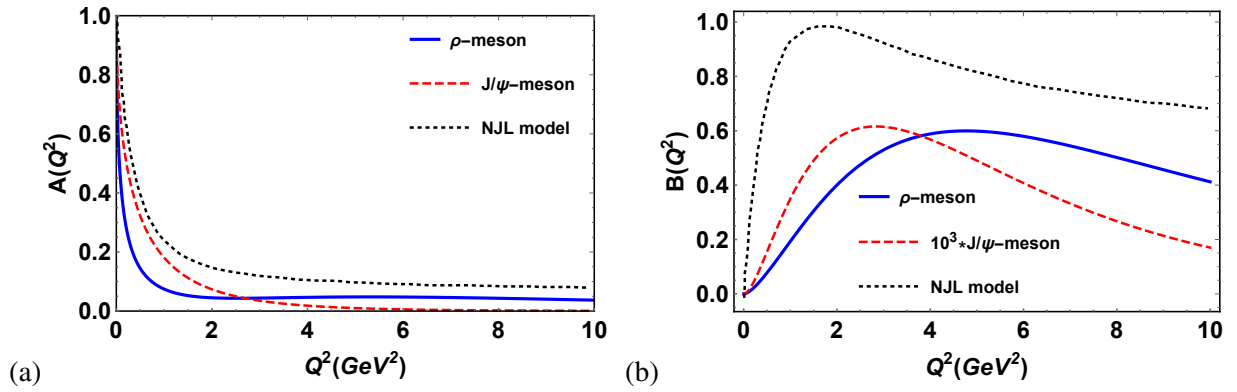 (a)
A(Q²)
1.0
0.8
0.6
0.4
0.2
0.0
ρ−meson
J/ψ−meson
NJL model
0 2 4 6 8 10
Q²(GeV²)
(b)
B(Q²)
1.0
0.8
0.6
0.4
0.2
0.0
ρ−meson
10³*J/ψ−meson
NJL model
0 2 4 6 8 10
Q²(GeV²)